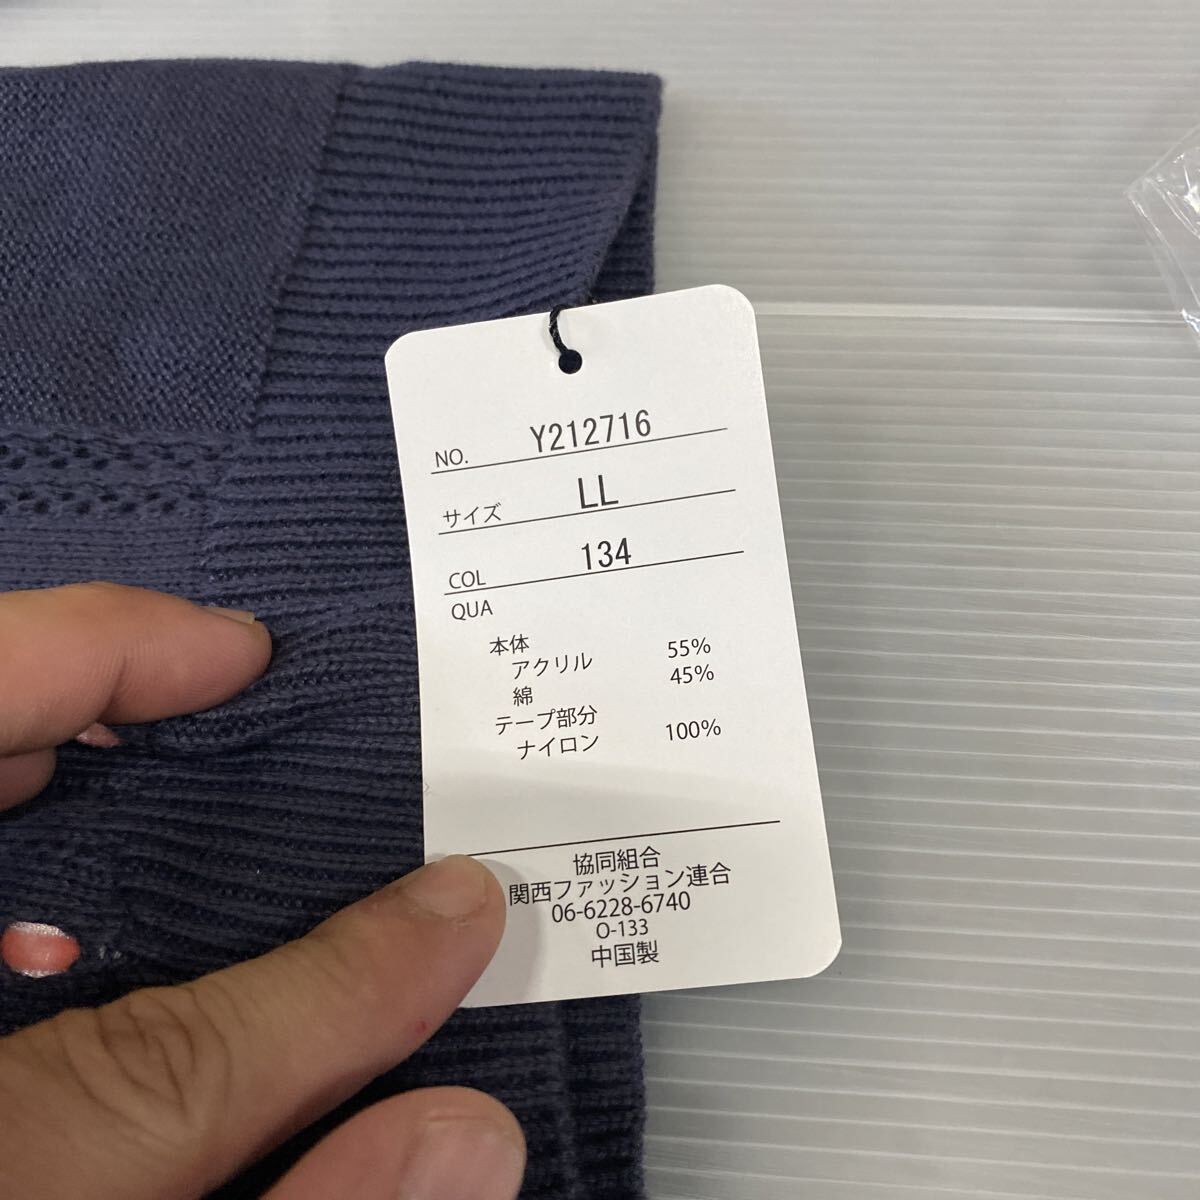 NO. Y212716
サイズ LL
COL 134
QUA
本体
アクリル 55%
綿 45%
テープ部分
ナイロン 100%
協同組合
関西ファッション連合
06-6228-6740
O-133
中国製